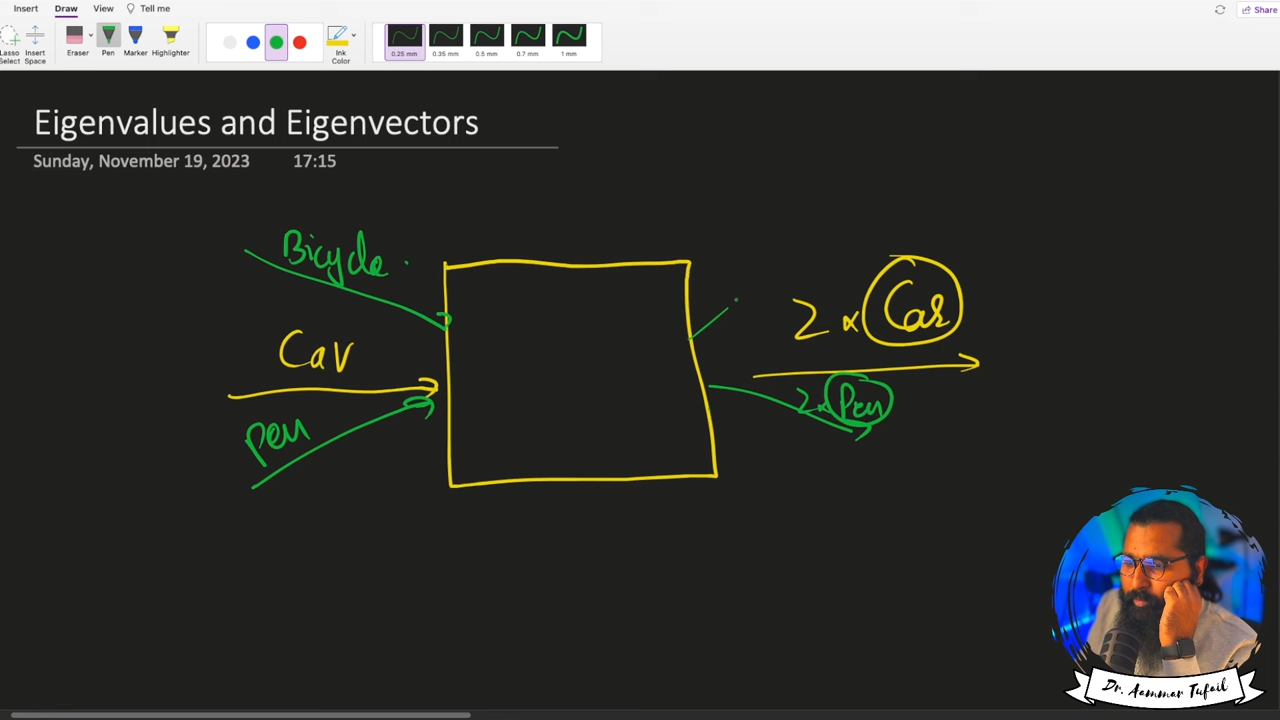 Insert Draw View Tell me
Share
Lasso Select
Insert Space
Eraser
Pen
Marker
Highlighter
Ink Color
0.25 mm
0.35 mm
0.5 mm
0.7 mm
1 mm
Eigenvalues and Eigenvectors
Sunday, November 19, 2023 17:15
Bicycle
Car
Pen
2 × Car
2 × Pen
Dr. Aammar Tufail